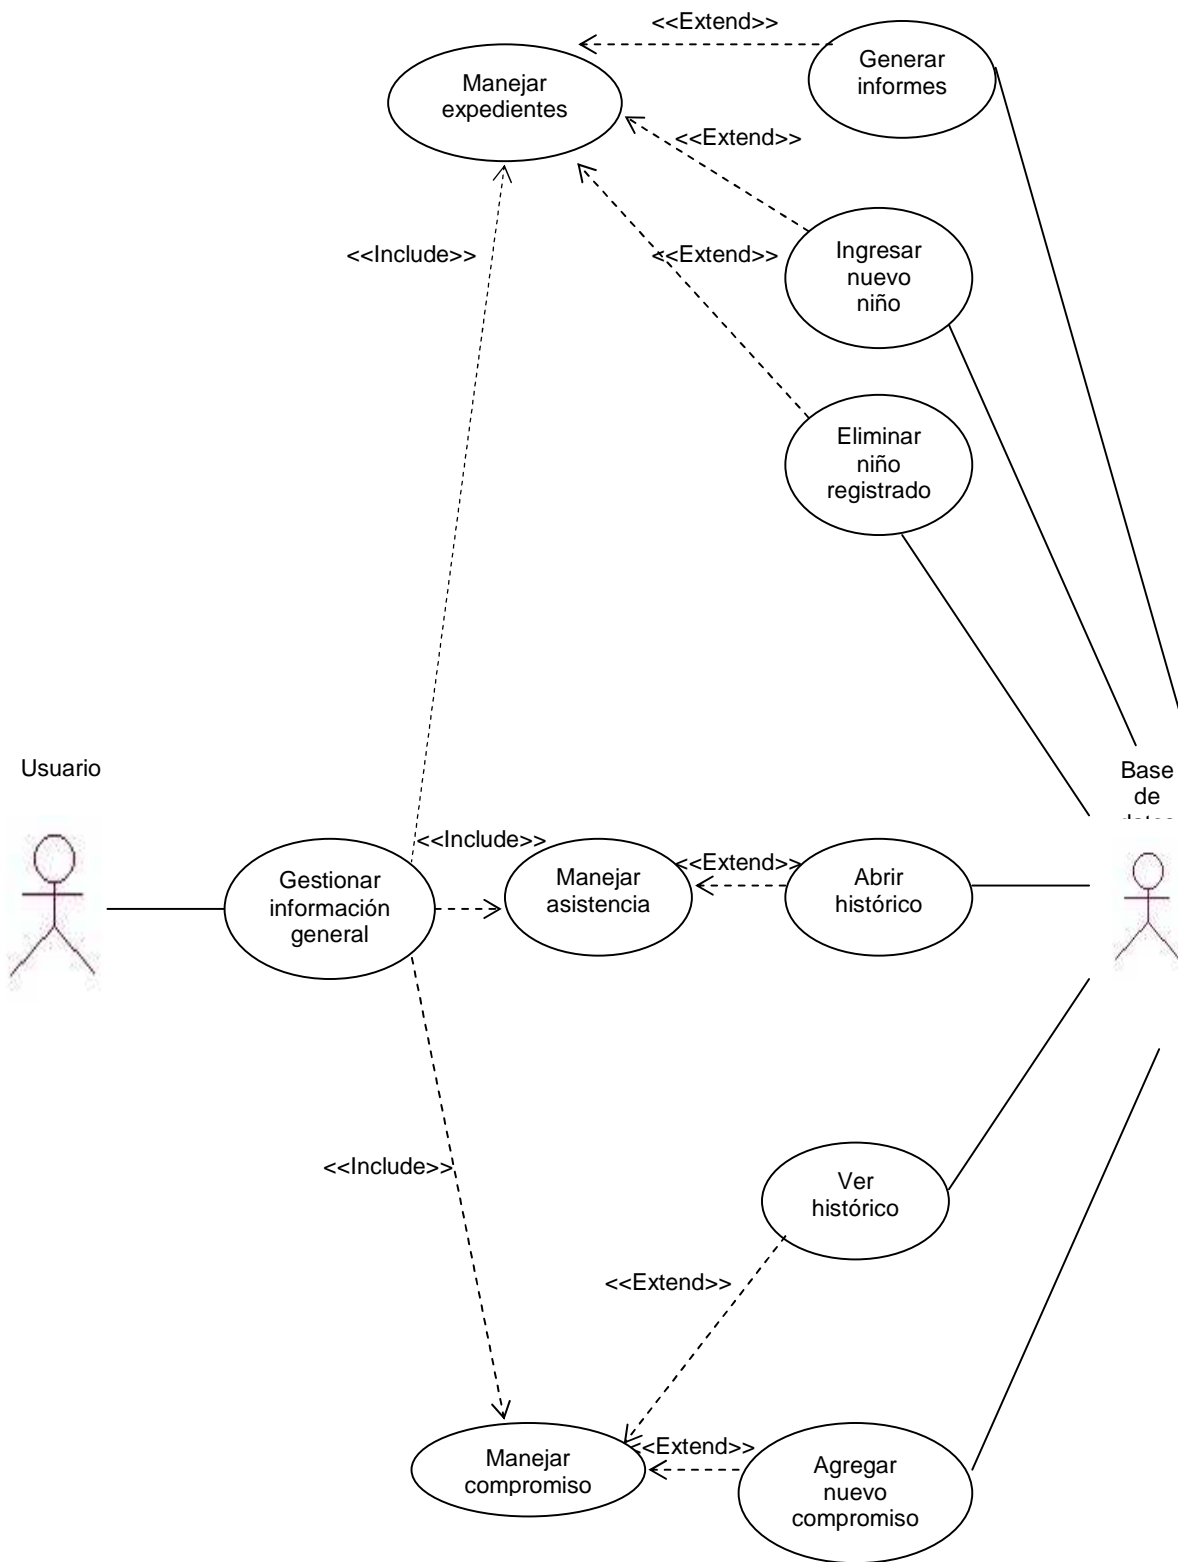 <<Extend>>
Generar
informes
Manejar
expedientes
<<Extend>>
<<Include>>
<<Extend>>
Ingresar
nuevo
niño
Eliminar
niño
registrado
Usuario
Base
de
<<Include>>
Gestionar
información
general
Manejar
asistencia
<<Extend>>
Abrir
histórico
<<Include>>
Ver
histórico
<<Extend>>
Manejar
compromiso
<<Extend>>
Agregar
nuevo
compromiso